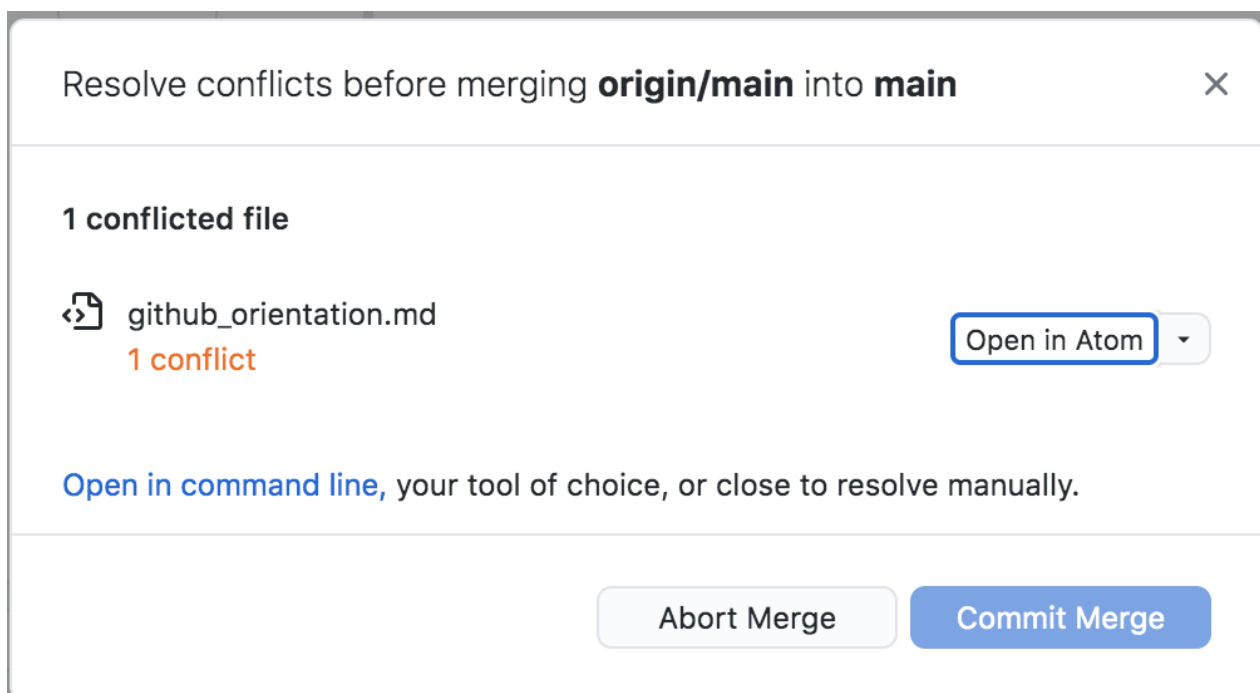 Resolve conflicts before merging origin/main into main
1 conflicted file
github_orientation.md
1 conflict
Open in Atom
Open in command line, your tool of choice, or close to resolve manually.
Abort Merge
Commit Merge